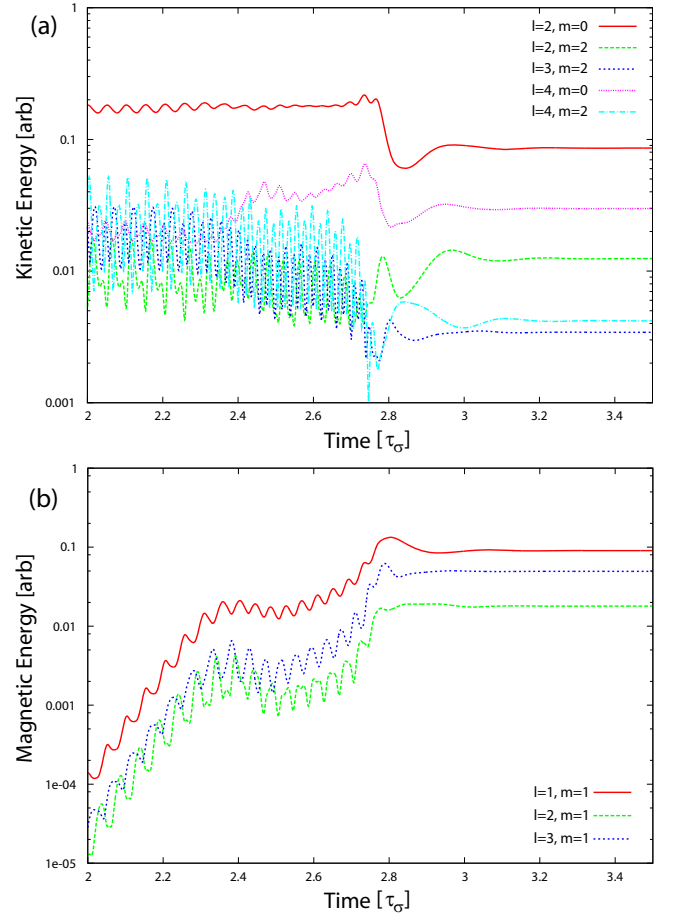 (a)
1
0.1
0.01
0.001
Kinetic Energy [arb]
l=2, m=0
l=2, m=2
l=3, m=2
l=4, m=0
l=4, m=2
2 2.2 2.4 2.6 2.8 3 3.2 3.4
Time [τσ]
(b)
1
0.1
0.01
0.001
1e-04
1e-05
Magnetic Energy [arb]
l=1, m=1
l=2, m=1
l=3, m=1
2 2.2 2.4 2.6 2.8 3 3.2 3.4
Time [τσ]